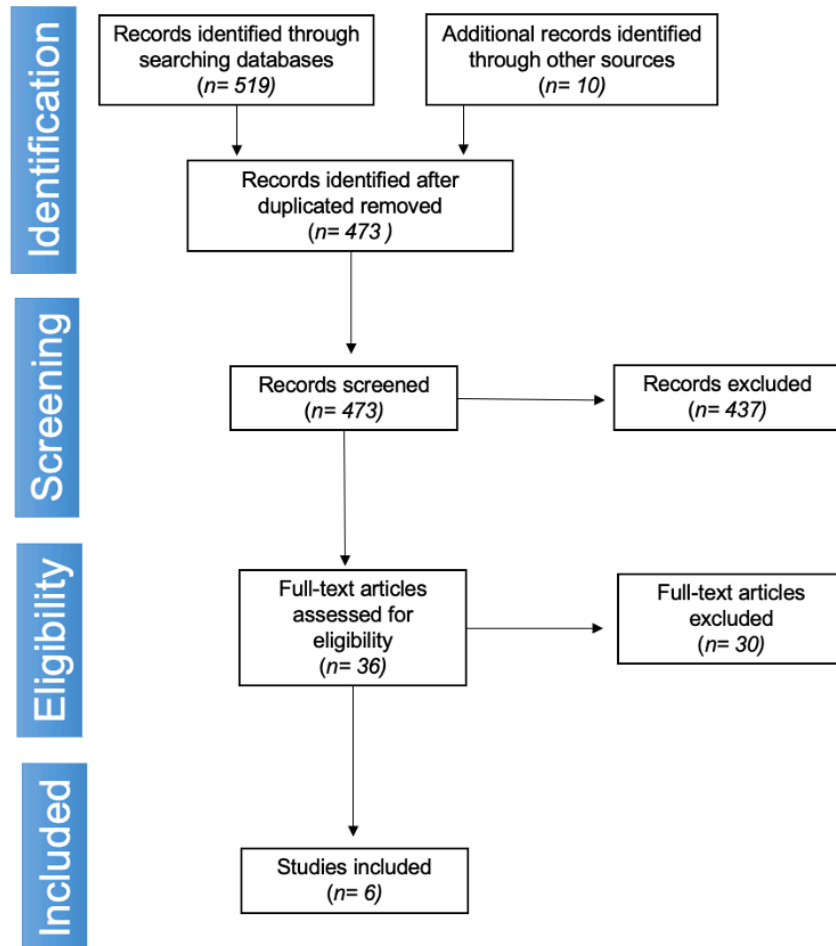 Identification
Records identified through
searching databases
(n= 519)
Additional records identified
through other sources
(n= 10)
Records identified after
duplicated removed
(n= 473 )
Screening
Records screened
(n= 473)
Records excluded
(n= 437)
Eligibility
Full-text articles
assessed for
eligibility
(n= 36)
Full-text articles
excluded
(n= 30)
Included
Studies included
(n= 6)